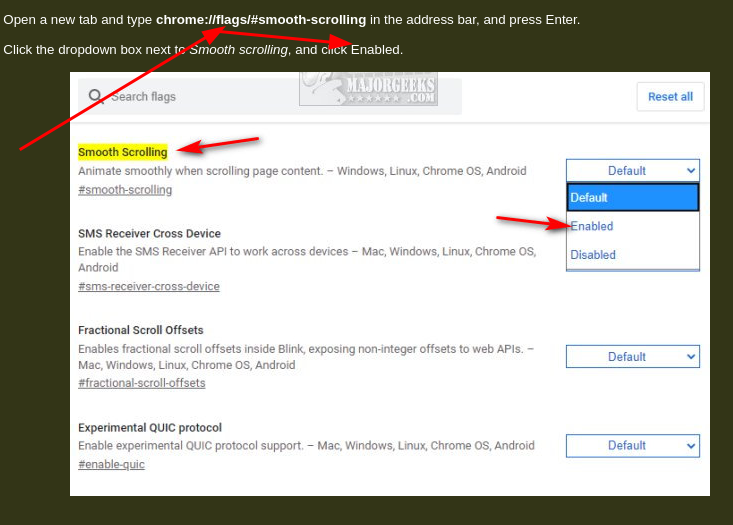 Open a new tab and type chrome://flags/#smooth-scrolling in the address bar, and press Enter.
Click the dropdown box next to Smooth scrolling, and click Enabled.
Search flags
MAJORGEEKS
.COM
Reset all
Smooth Scrolling
Animate smoothly when scrolling page content. – Windows, Linux, Chrome OS, Android
#smooth-scrolling
Default
Default
Enabled
Disabled
SMS Receiver Cross Device
Enable the SMS Receiver API to work across devices – Mac, Windows, Linux, Chrome OS,
Android
#sms-receiver-cross-device
Fractional Scroll Offsets
Enables fractional scroll offsets inside Blink, exposing non-integer offsets to web APIs. –
Mac, Windows, Linux, Chrome OS, Android
#fractional-scroll-offsets
Default
Experimental QUIC protocol
Enable experimental QUIC protocol support. – Mac, Windows, Linux, Chrome OS, Android
#enable-quic
Default